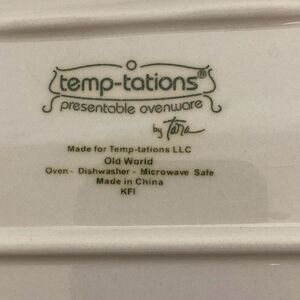 temp-tations®
presentable ovenware
by Tara
Made for Temp-tations LLC
Old World
Oven - Dishwasher - Microwave Safe
Made in China
KFI